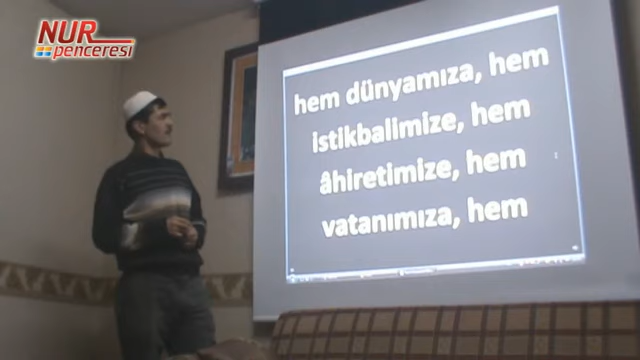 NUR
penceresi
hem dünyamıza, hem
istikbalimize, hem
âhiretimize, hem
vatanımıza, hem